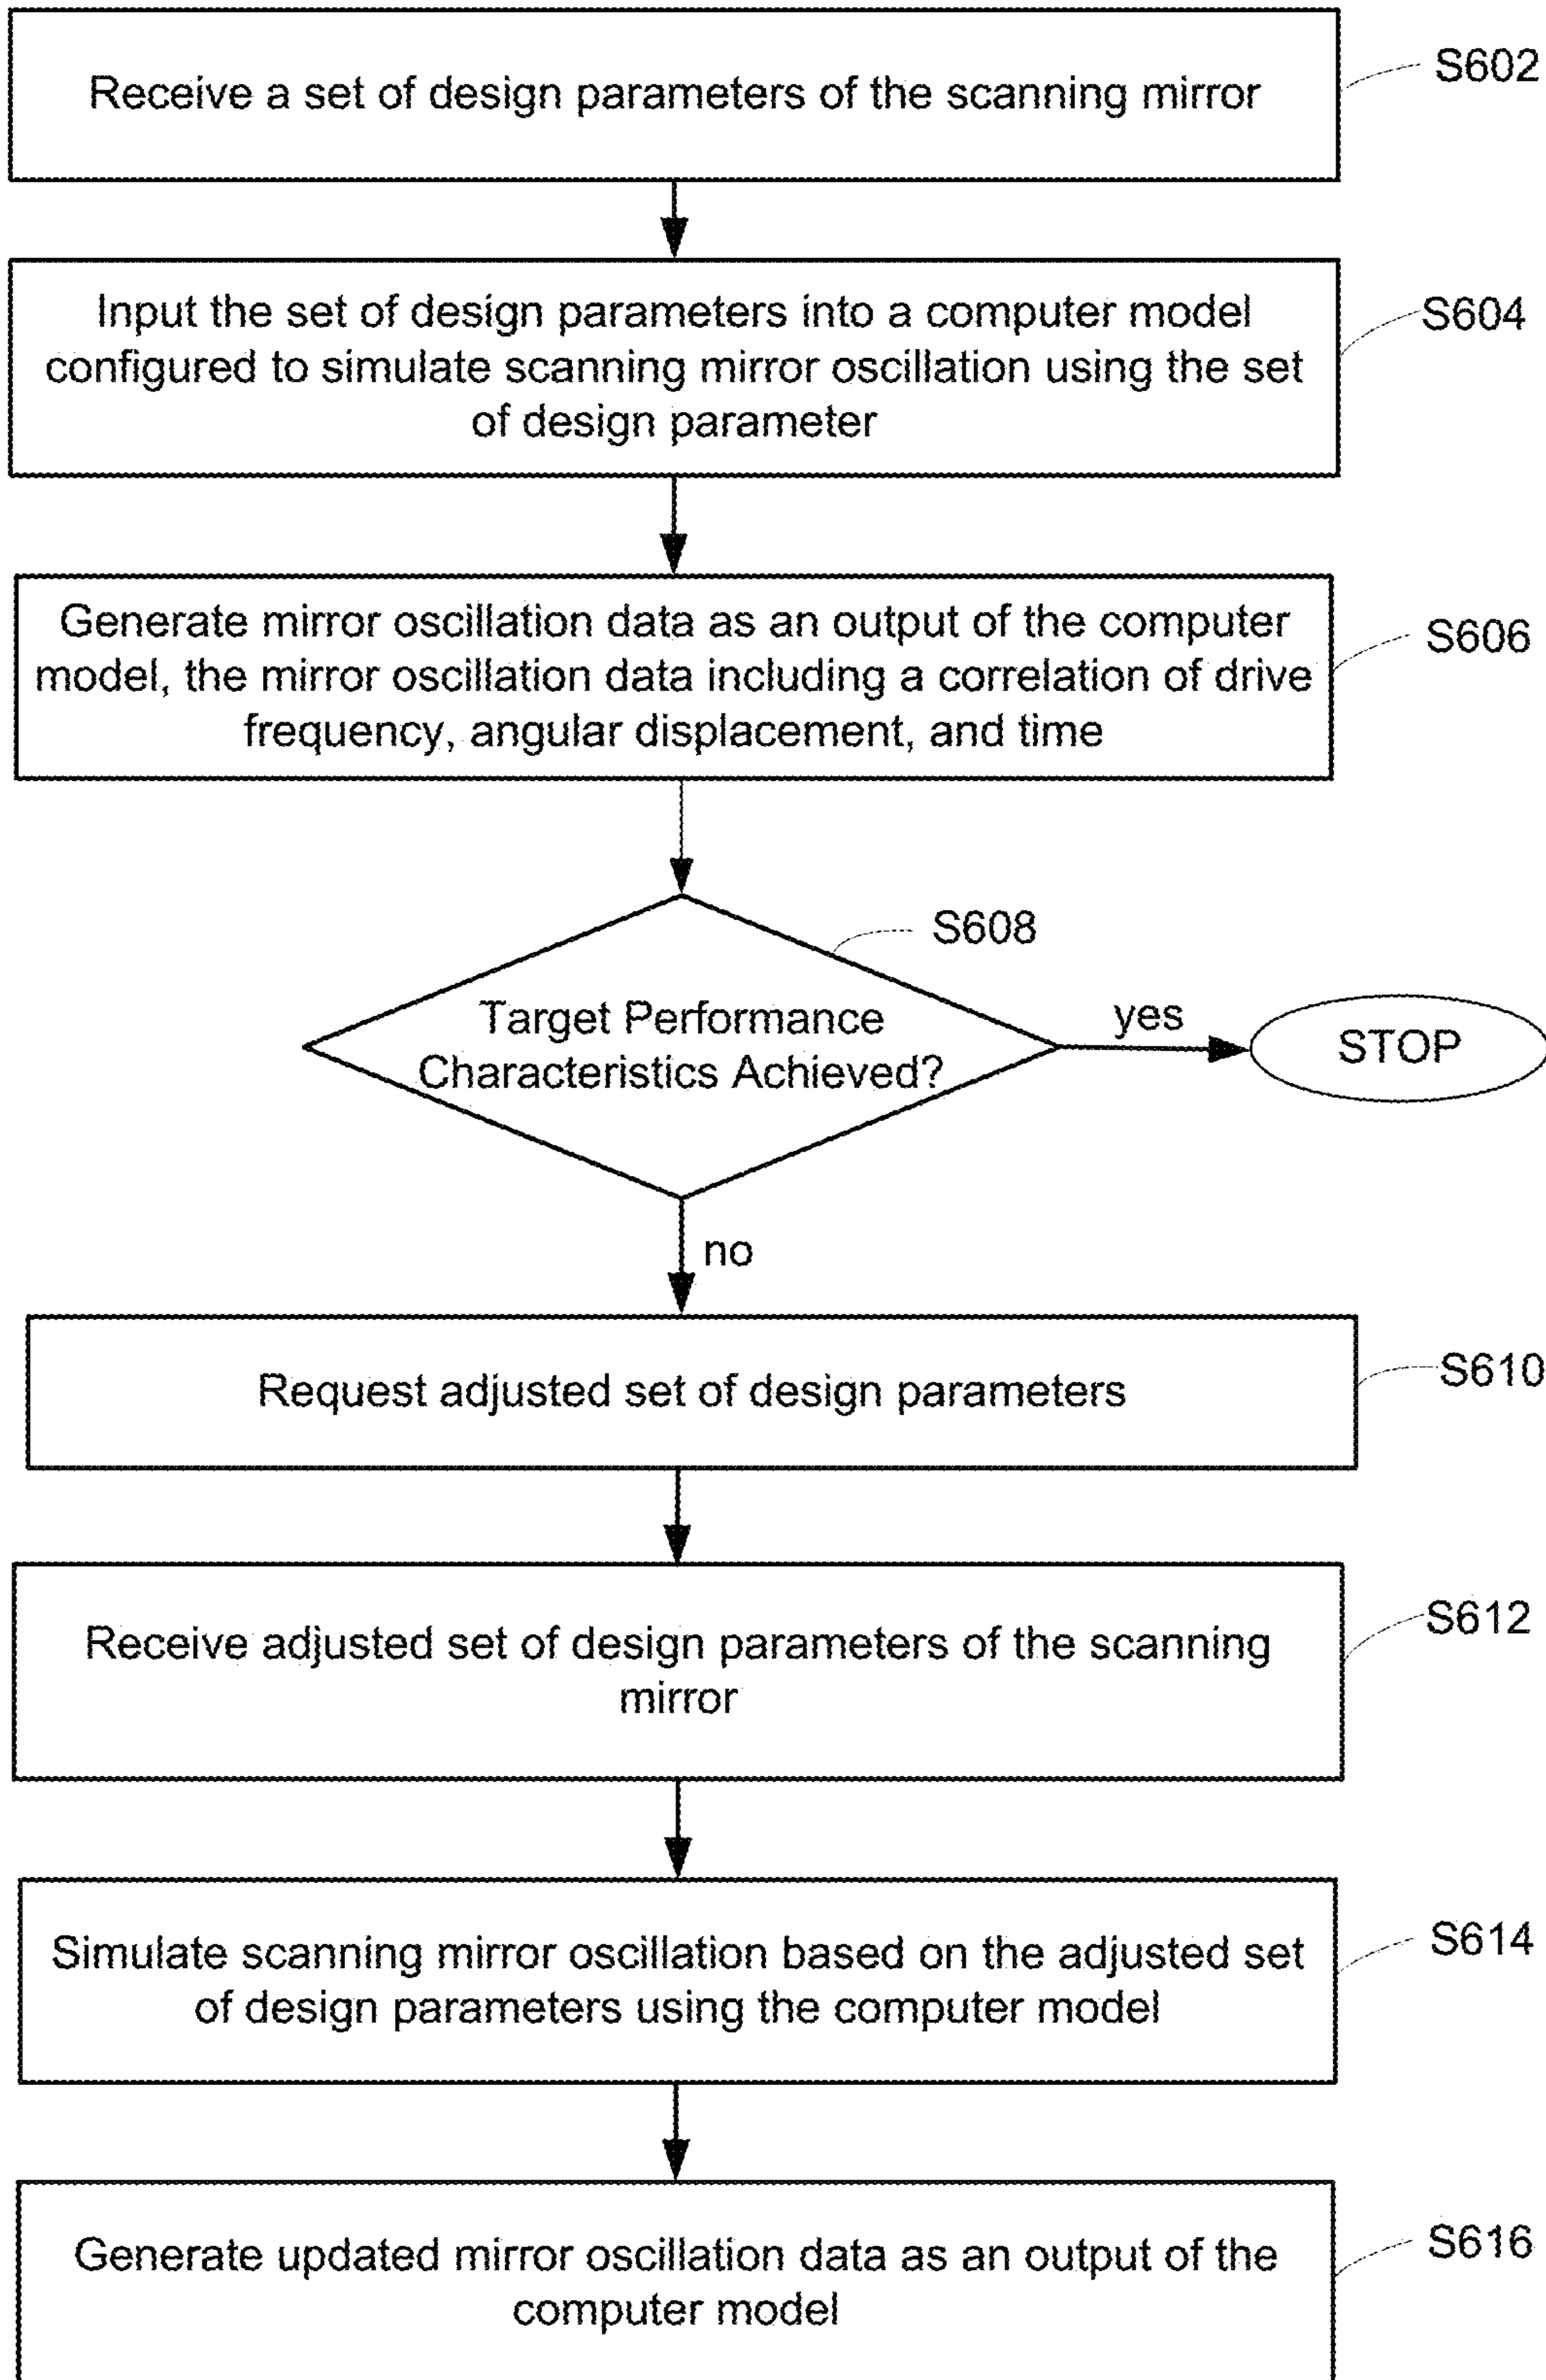 Receive a set of design parameters of the scanning mirror
S602
Input the set of design parameters into a computer model
configured to simulate scanning mirror oscillation using the set
of design parameter
S604
Generate mirror oscillation data as an output of the computer
model, the mirror oscillation data including a correlation of drive
frequency, angular displacement, and time
S606
S608
Target Performance
Characteristics Achieved?
yes
STOP
no
Request adjusted set of design parameters
S610
Receive adjusted set of design parameters of the scanning
mirror
S612
Simulate scanning mirror oscillation based on the adjusted set
of design parameters using the computer model
S614
Generate updated mirror oscillation data as an output of the
computer model
S616